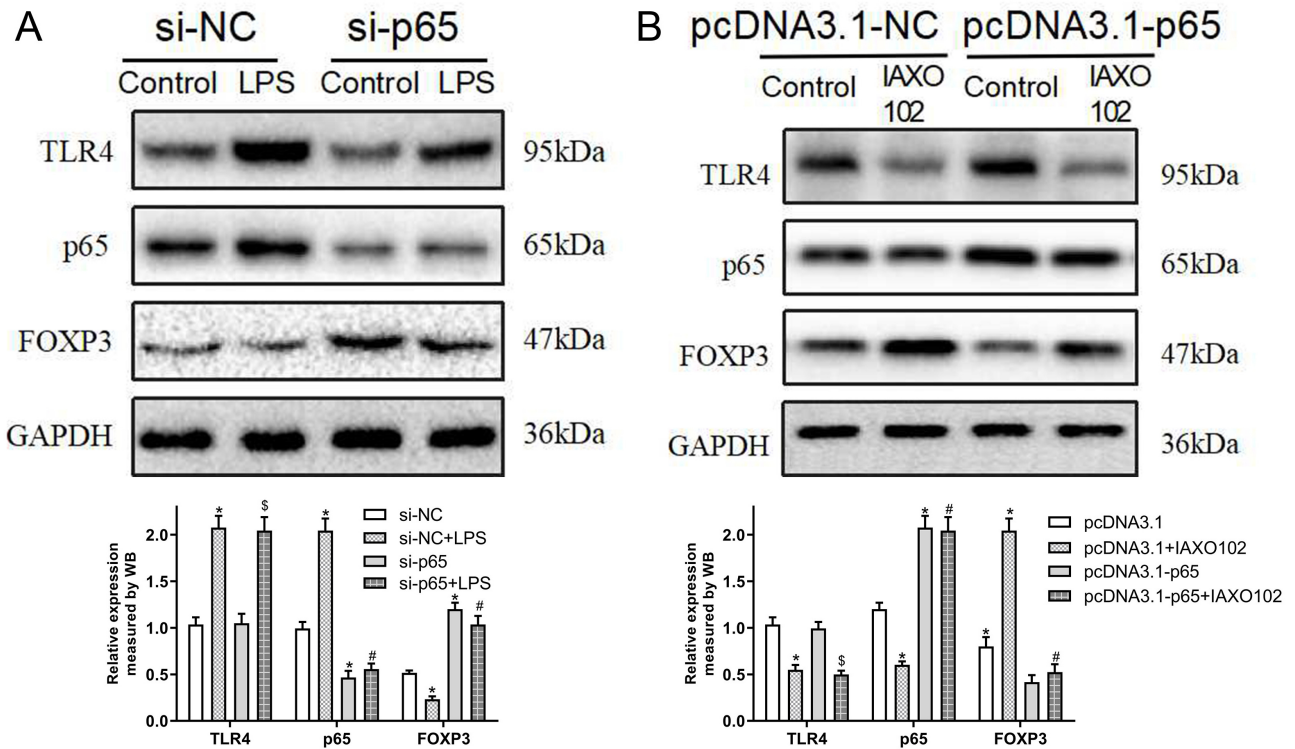 A
si-NC si-p65
Control LPS Control LPS
TLR4 95kDa
p65 65kDa
FOXP3 47kDa
GAPDH 36kDa
Relative expression
measured by WB
2.0
1.5
1.0
0.5
0.0
* $ * * # * * #
si-NC
si-NC+LPS
si-p65
si-p65+LPS
TLR4 p65 FOXP3
B
pcDNA3.1-NC pcDNA3.1-p65
Control IAXO Control IAXO
102 102
TLR4 95kDa
p65 65kDa
FOXP3 47kDa
GAPDH 36kDa
Relative expression
measured by WB
2.0
1.5
1.0
0.5
0.0
* $ * * # * * #
pcDNA3.1
pcDNA3.1+IAXO102
pcDNA3.1-p65
pcDNA3.1-p65+IAXO102
TLR4 p65 FOXP3